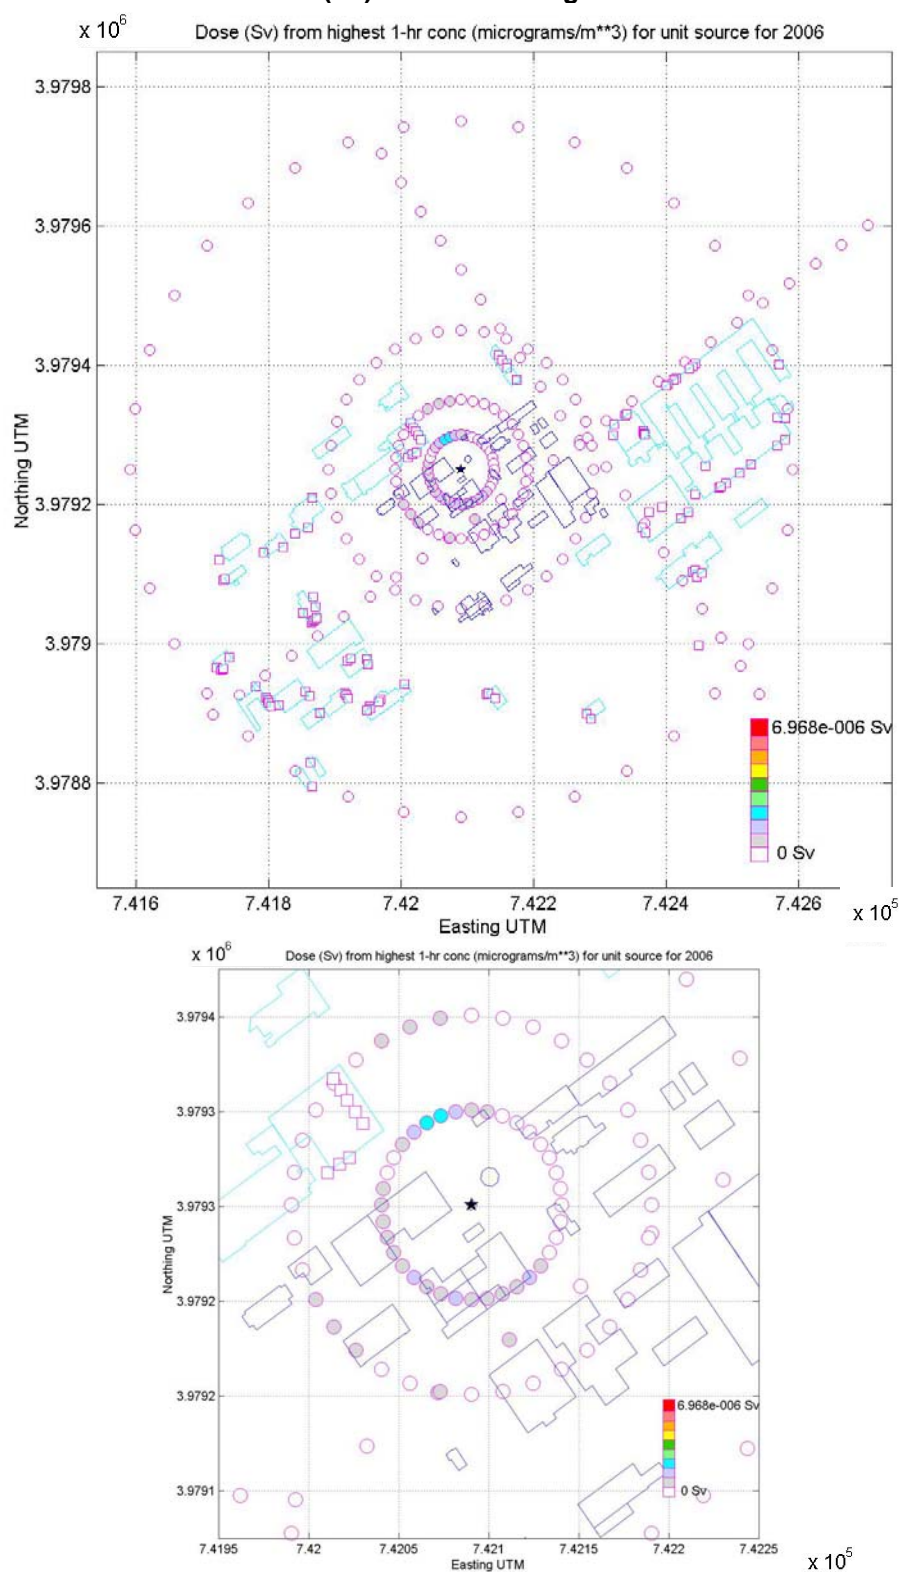 x 10⁶ Dose (Sv) from highest 1-hr conc (micrograms/m**3) for unit source for 2006
3.9798
3.9796
3.9794
3.9792
3.979
3.9788
Northing UTM
6.968e-006 Sv
0 Sv
7.416 7.418 7.42 7.422 7.424 7.426
x 10⁵
Easting UTM
x 10⁶ Dose (Sv) from highest 1-hr conc (micrograms/m**3) for unit source for 2006
3.9794
3.9793
3.9793
3.9792
3.9792
3.9791
Northing UTM
6.968e-006 Sv
0 Sv
7.4195 7.42 7.4205 7.421 7.4215 7.422 7.4225
Easting UTM
x 10⁵